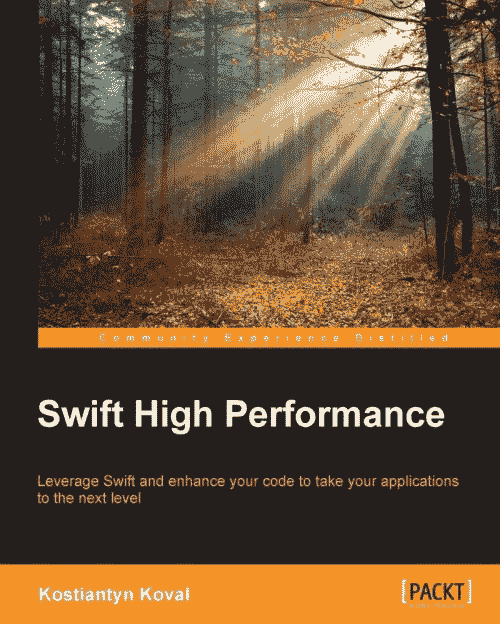 Community Experience Distilled
Swift High Performance
Leverage Swift and enhance your code to take your applications
to the next level
Kostiantyn Koval
[PACKT]